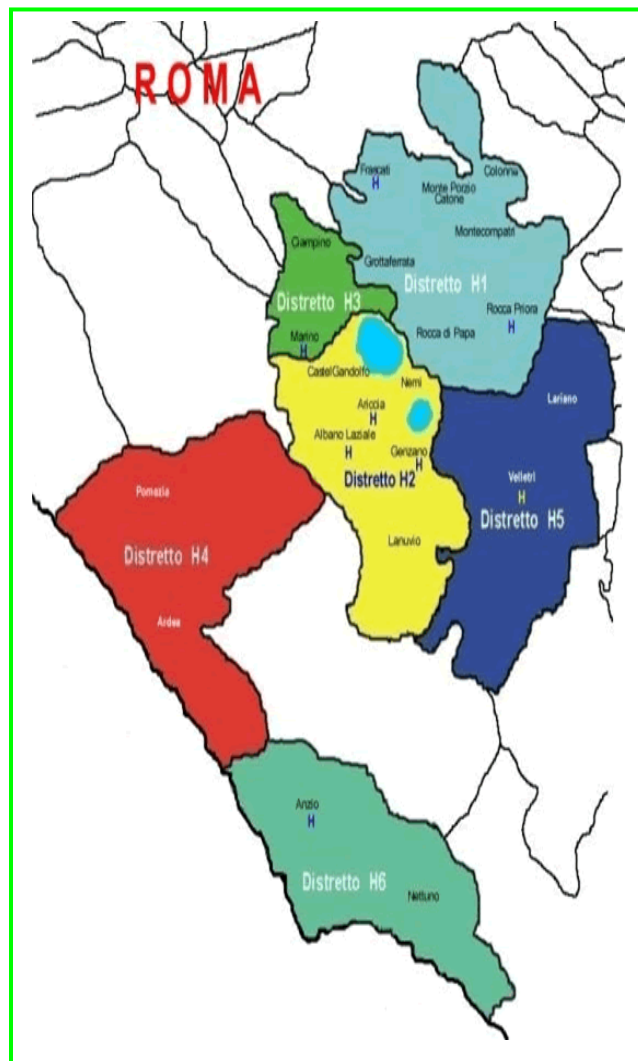 ROMA
Frascati
H
Colonna
Monte Porzio
Catone
Montecompatri
Ciampino
Grottaferrata
Distretto H1
Distretto H3
Rocca Priora
H
Rocca di Papa
Marino
H
CastelGandolfo
Nemi
Lariano
Ariccia
H
Albano Laziale
H
Genzano
H
Distretto H2
Velletri
H
Distretto H5
Pomezia
Lanuvio
Distretto H4
Ardea
Anzio
H
Distretto H6
Nettuno